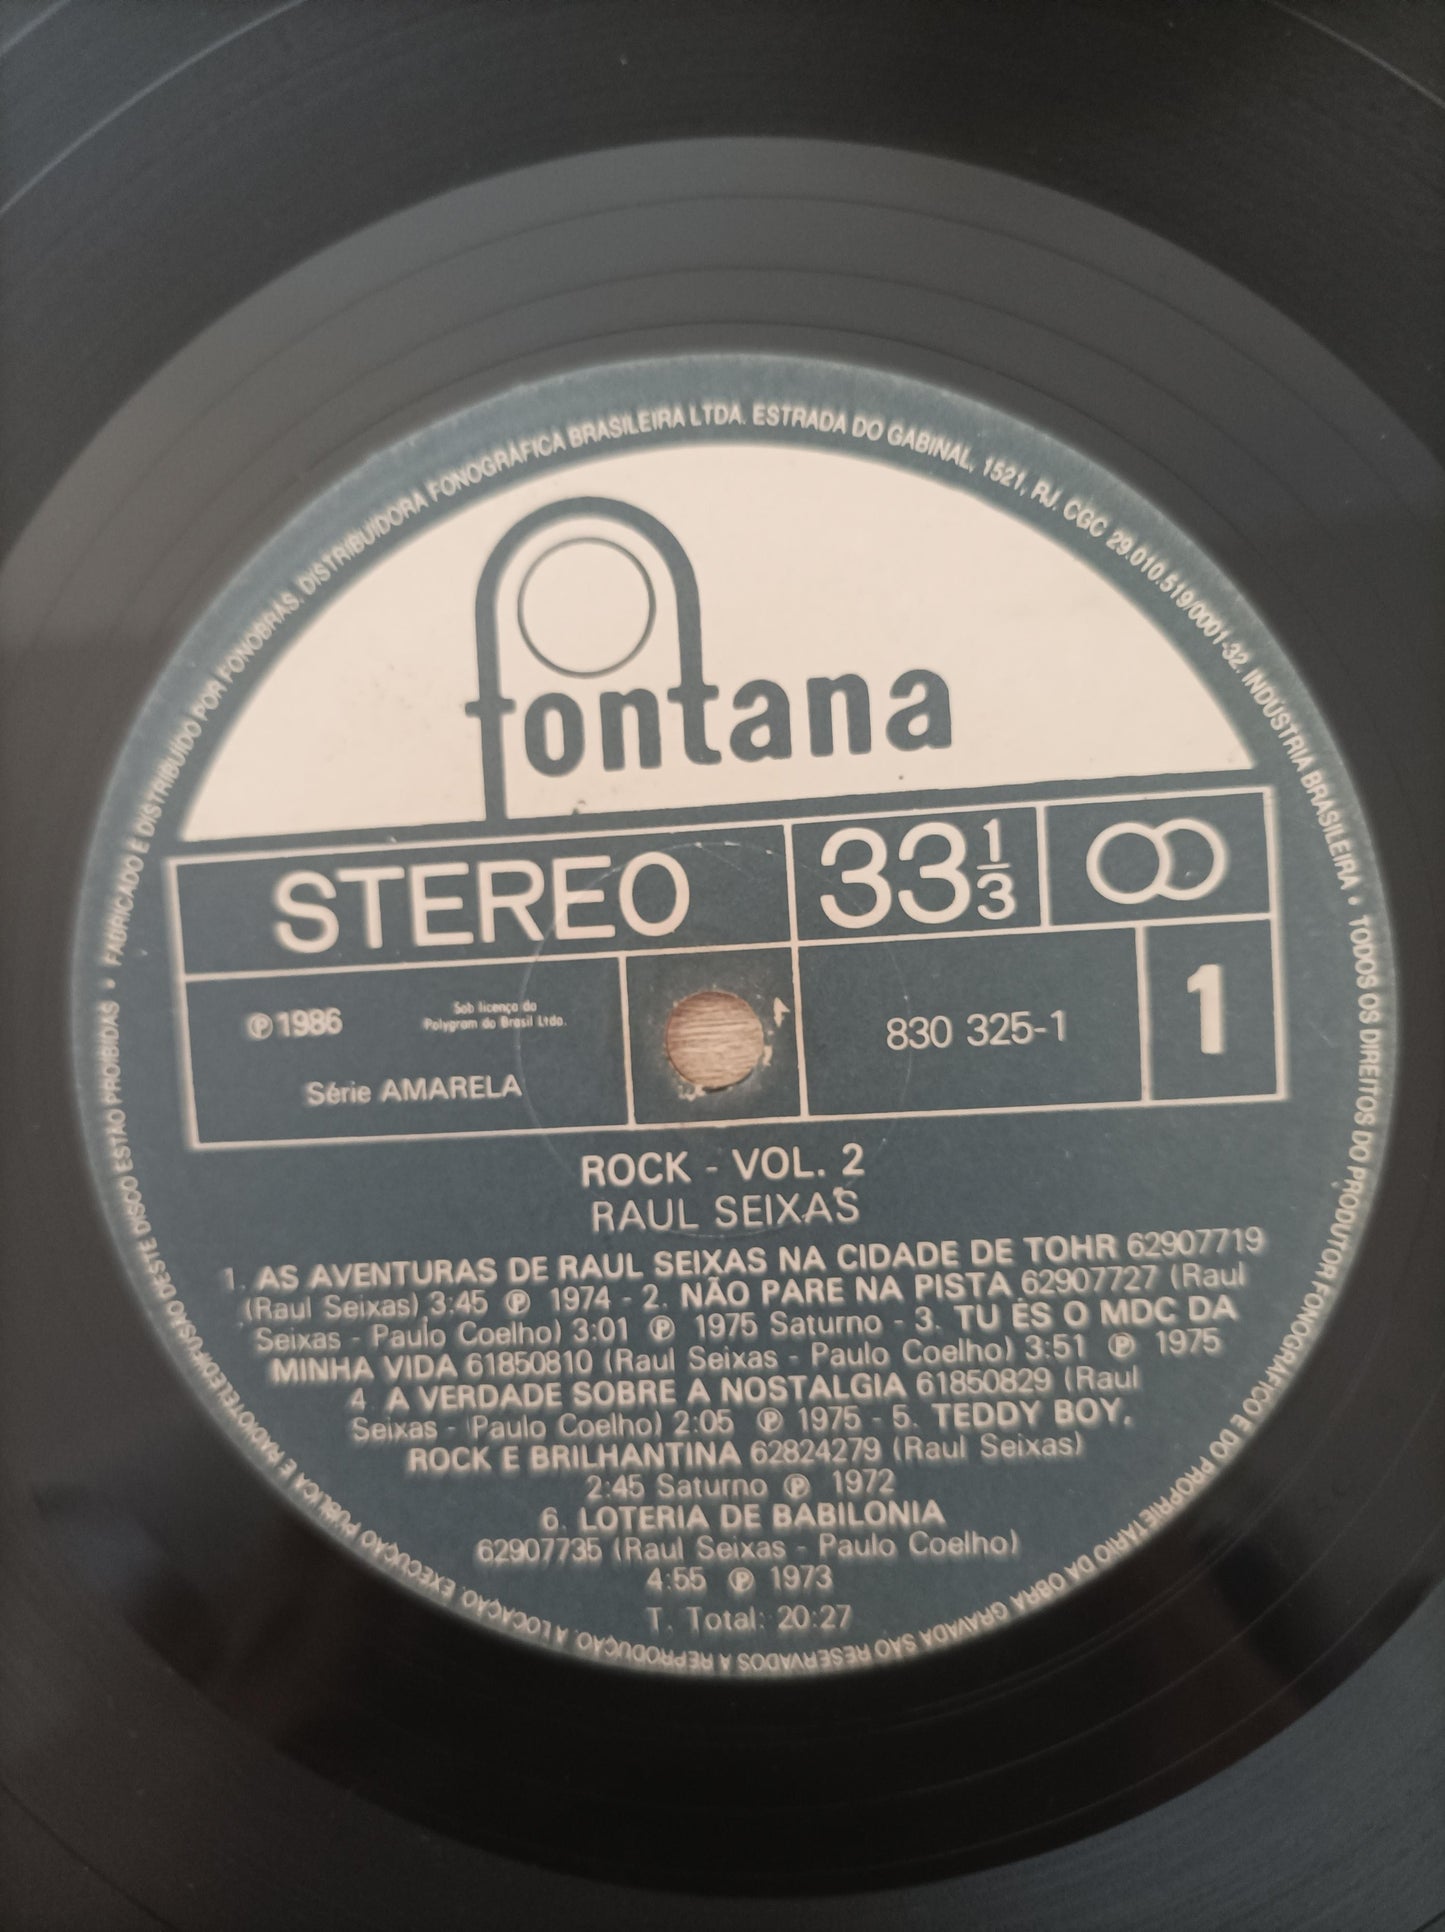 FABRICADO E DISTRIBUÍDO POR FONOBRÁS. DISTRIBUIDORA FONOGRÁFICA BRASILEIRA LTDA. ESTRADA DO GABINAL, 1521, RJ. CGC 29.010.519/0001-32. INDÚSTRIA BRASILEIRA • TODOS OS DIREITOS DO PRODUTOR FONOGRÁFICO E DO PROPRIETÁRIO DA OBRA GRAVADA SÃO RESERVADOS A REPRODUÇÃO. A LOCAÇÃO. EXECUÇÃO PÚBLICA E RADIOTELEDIFUSÃO DESTE DISCO ESTÃO PROIBIDAS •
fontana
STEREO
33 1/3
℗ 1986
Sob licença da
Polygram do Brasil Ltda.
Série AMARELA
830 325-1
1
ROCK - VOL. 2
RAUL SEIXAS
1. AS AVENTURAS DE RAUL SEIXAS NA CIDADE DE TOHR 62907719
(Raul Seixas) 3:45 ℗ 1974 - 2. NÃO PARE NA PISTA 62907727 (Raul
Seixas - Paulo Coelho) 3:01 ℗ 1975 Saturno - 3. TU ÉS O MDC DA
MINHA VIDA 61850810 (Raul Seixas - Paulo Coelho) 3:51 ℗ 1975
4. A VERDADE SOBRE A NOSTALGIA 61850829 (Raul
Seixas - Paulo Coelho) 2:05 ℗ 1975 - 5. TEDDY BOY,
ROCK E BRILHANTINA 62824279 (Raul Seixas)
2:45 Saturno ℗ 1972
6. LOTERIA DE BABILONIA
62907735 (Raul Seixas - Paulo Coelho)
4:55 ℗ 1973
T. Total: 20:27